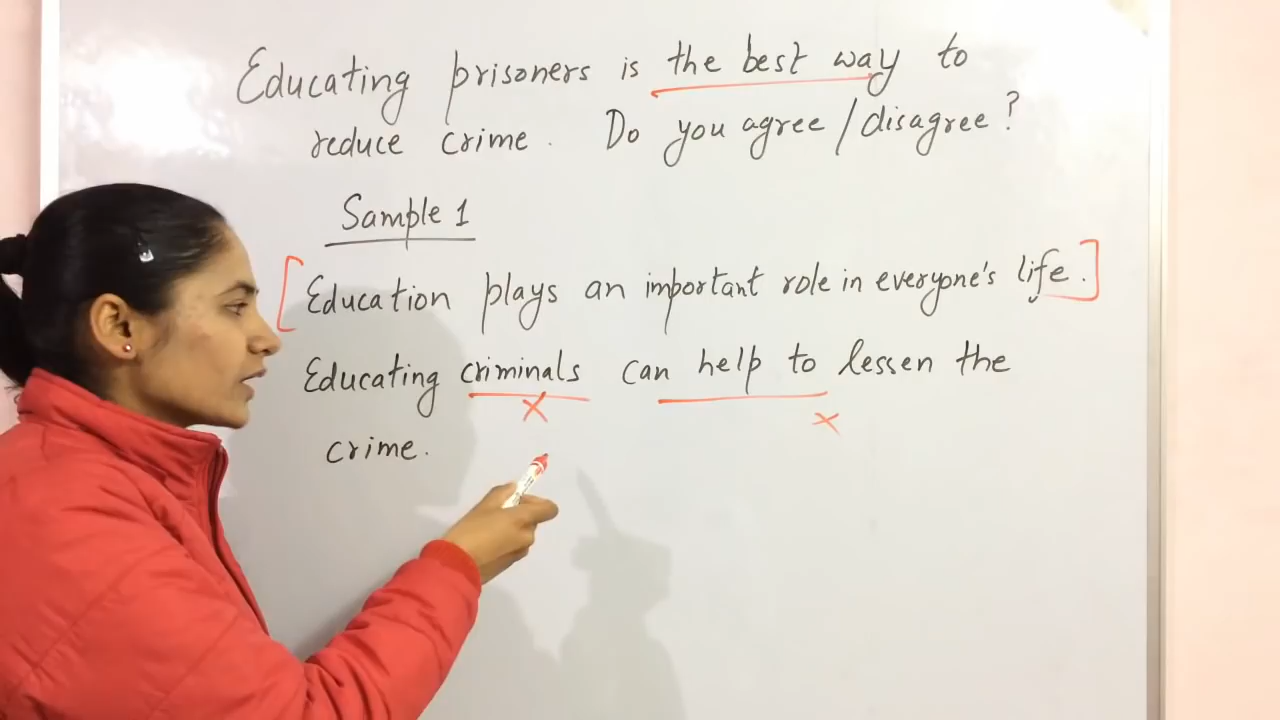 Educating prisoners is the best way to
reduce crime. Do you agree/disagree?
Sample 1
[Education plays an important role in everyone's life.]
Educating criminals can help to lessen the
x x
crime.